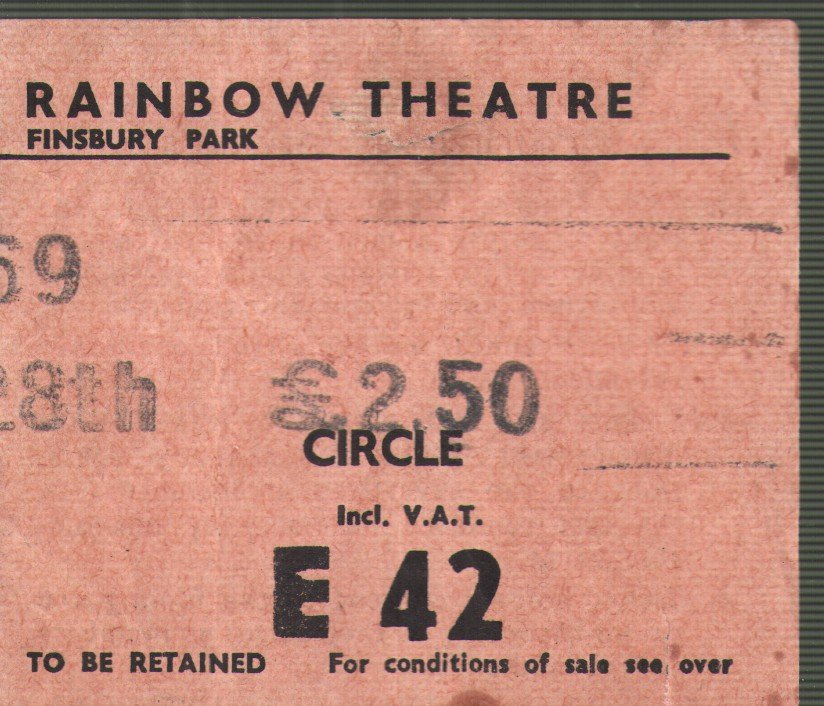 RAINBOW THEATRE
FINSBURY PARK
69
28th £2.50
CIRCLE
Incl. V.A.T.
E 42
TO BE RETAINED For conditions of sale see over